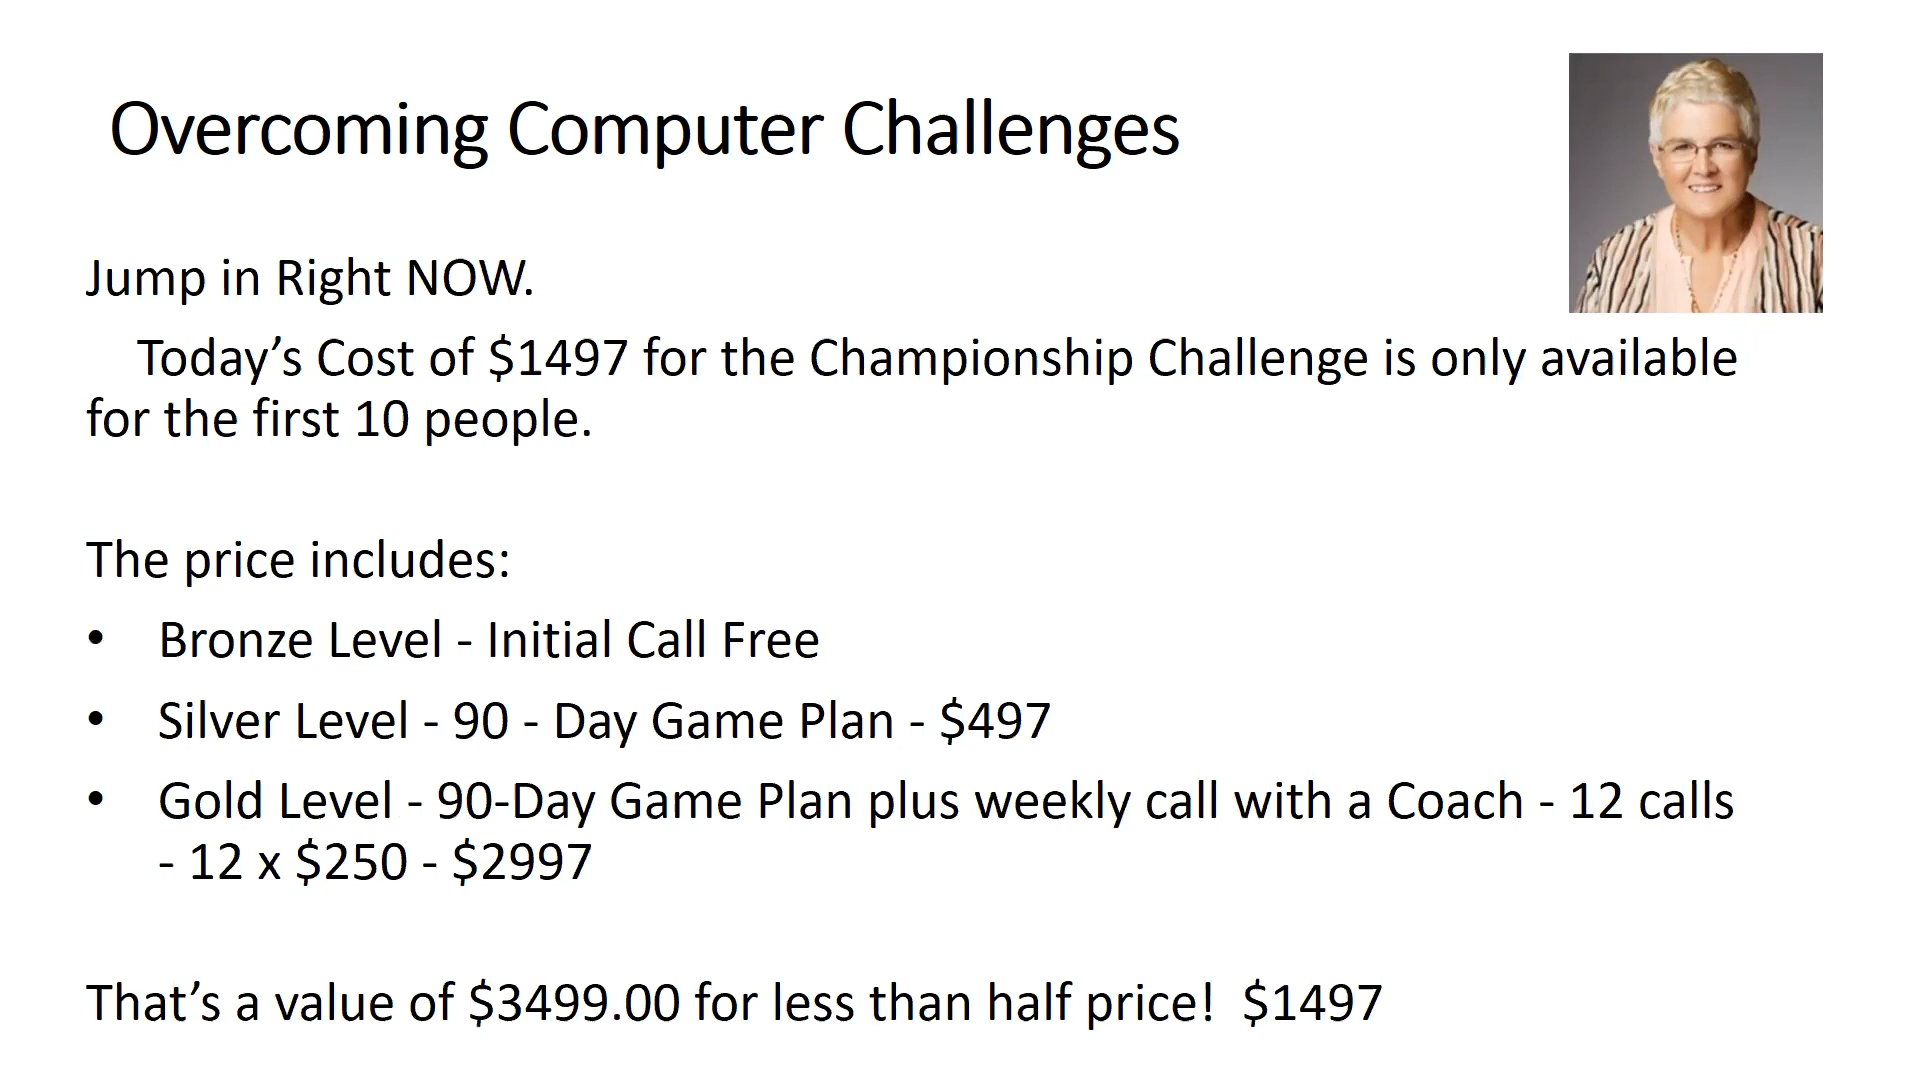 Overcoming Computer Challenges
Jump in Right NOW.
Today’s Cost of $1497 for the Championship Challenge is only available
for the first 10 people.
The price includes:
• Bronze Level - Initial Call Free
• Silver Level - 90 - Day Game Plan - $497
• Gold Level - 90-Day Game Plan plus weekly call with a Coach - 12 calls
- 12 x $250 - $2997
That’s a value of $3499.00 for less than half price!  $1497